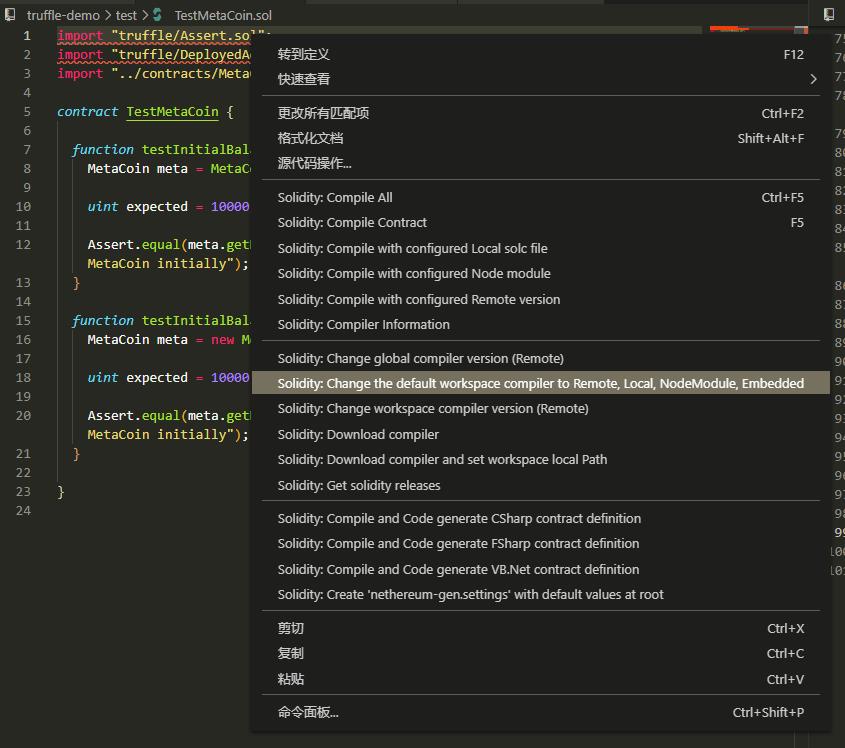 truffle-demo > test > TestMetaCoin.sol
1 import "truffle/Assert.sol";
2 import "truffle/DeployedAd
3 import "../contracts/Meta
4
5 contract TestMetaCoin {
6
7 function testInitialBal
8 MetaCoin meta = MetaCo
9
10 uint expected = 10000
11
12 Assert.equal(meta.get
MetaCoin initially");
13 }
14
15 function testInitialBal
16 MetaCoin meta = new M
17
18 uint expected = 10000
19
20 Assert.equal(meta.get
MetaCoin initially");
21 }
22
23 }
24
转到定义 F12
快速查看 >
更改所有匹配项 Ctrl+F2
格式化文档 Shift+Alt+F
源代码操作...
Solidity: Compile All Ctrl+F5
Solidity: Compile Contract F5
Solidity: Compile with configured Local solc file
Solidity: Compile with configured Node module
Solidity: Compile with configured Remote version
Solidity: Compiler Information
Solidity: Change global compiler version (Remote)
Solidity: Change the default workspace compiler to Remote, Local, NodeModule, Embedded
Solidity: Change workspace compiler version (Remote)
Solidity: Download compiler
Solidity: Download compiler and set workspace local Path
Solidity: Get solidity releases
Solidity: Compile and Code generate CSharp contract definition
Solidity: Compile and Code generate FSharp contract definition
Solidity: Compile and Code generate VB.Net contract definition
Solidity: Create 'nethereum-gen.settings' with default values at root
剪切 Ctrl+X
复制 Ctrl+C
粘贴 Ctrl+V
命令面板... Ctrl+Shift+P